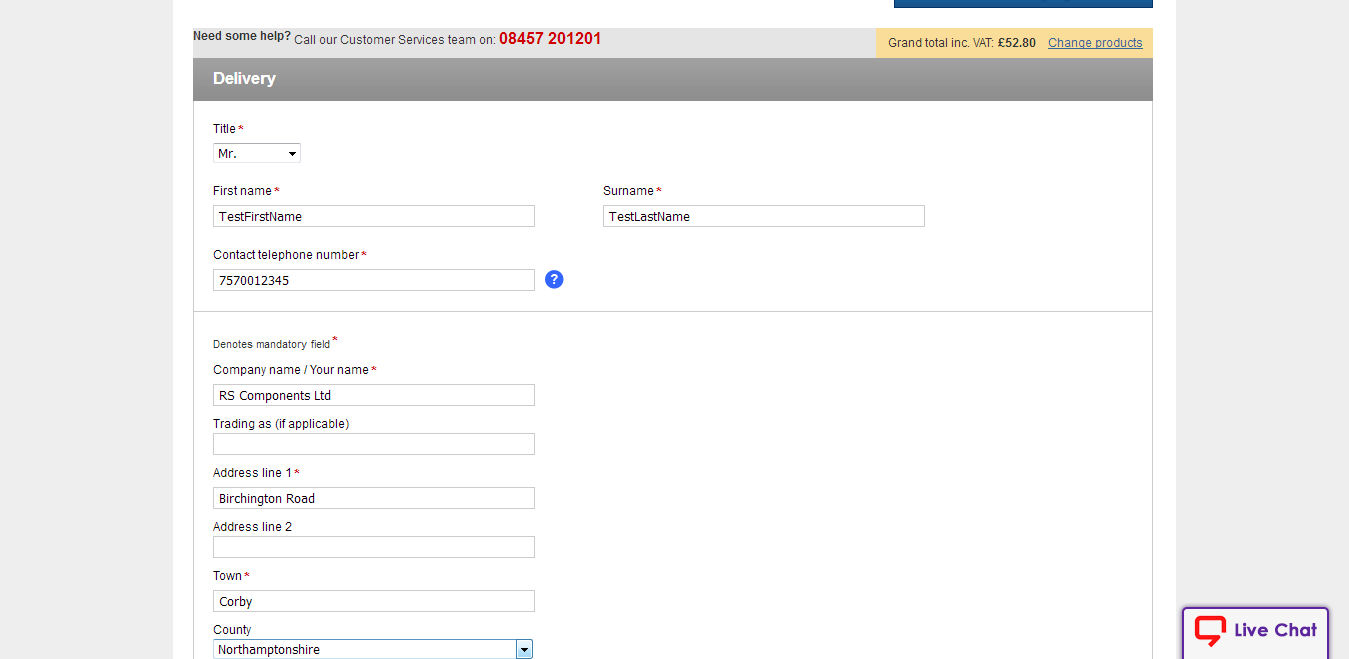 Need some help? Call our Customer Services team on: 08457 201201
Grand total inc. VAT: £52.80 Change products
Delivery
Title*
Mr.
First name* Surname*
TestFirstName TestLastName
Contact telephone number*
7570012345 ?
Denotes mandatory field*
Company name / Your name*
RS Components Ltd
Trading as (if applicable)
Address line 1*
Birchington Road
Address line 2
Town*
Corby
County
Northamptonshire
Live Chat